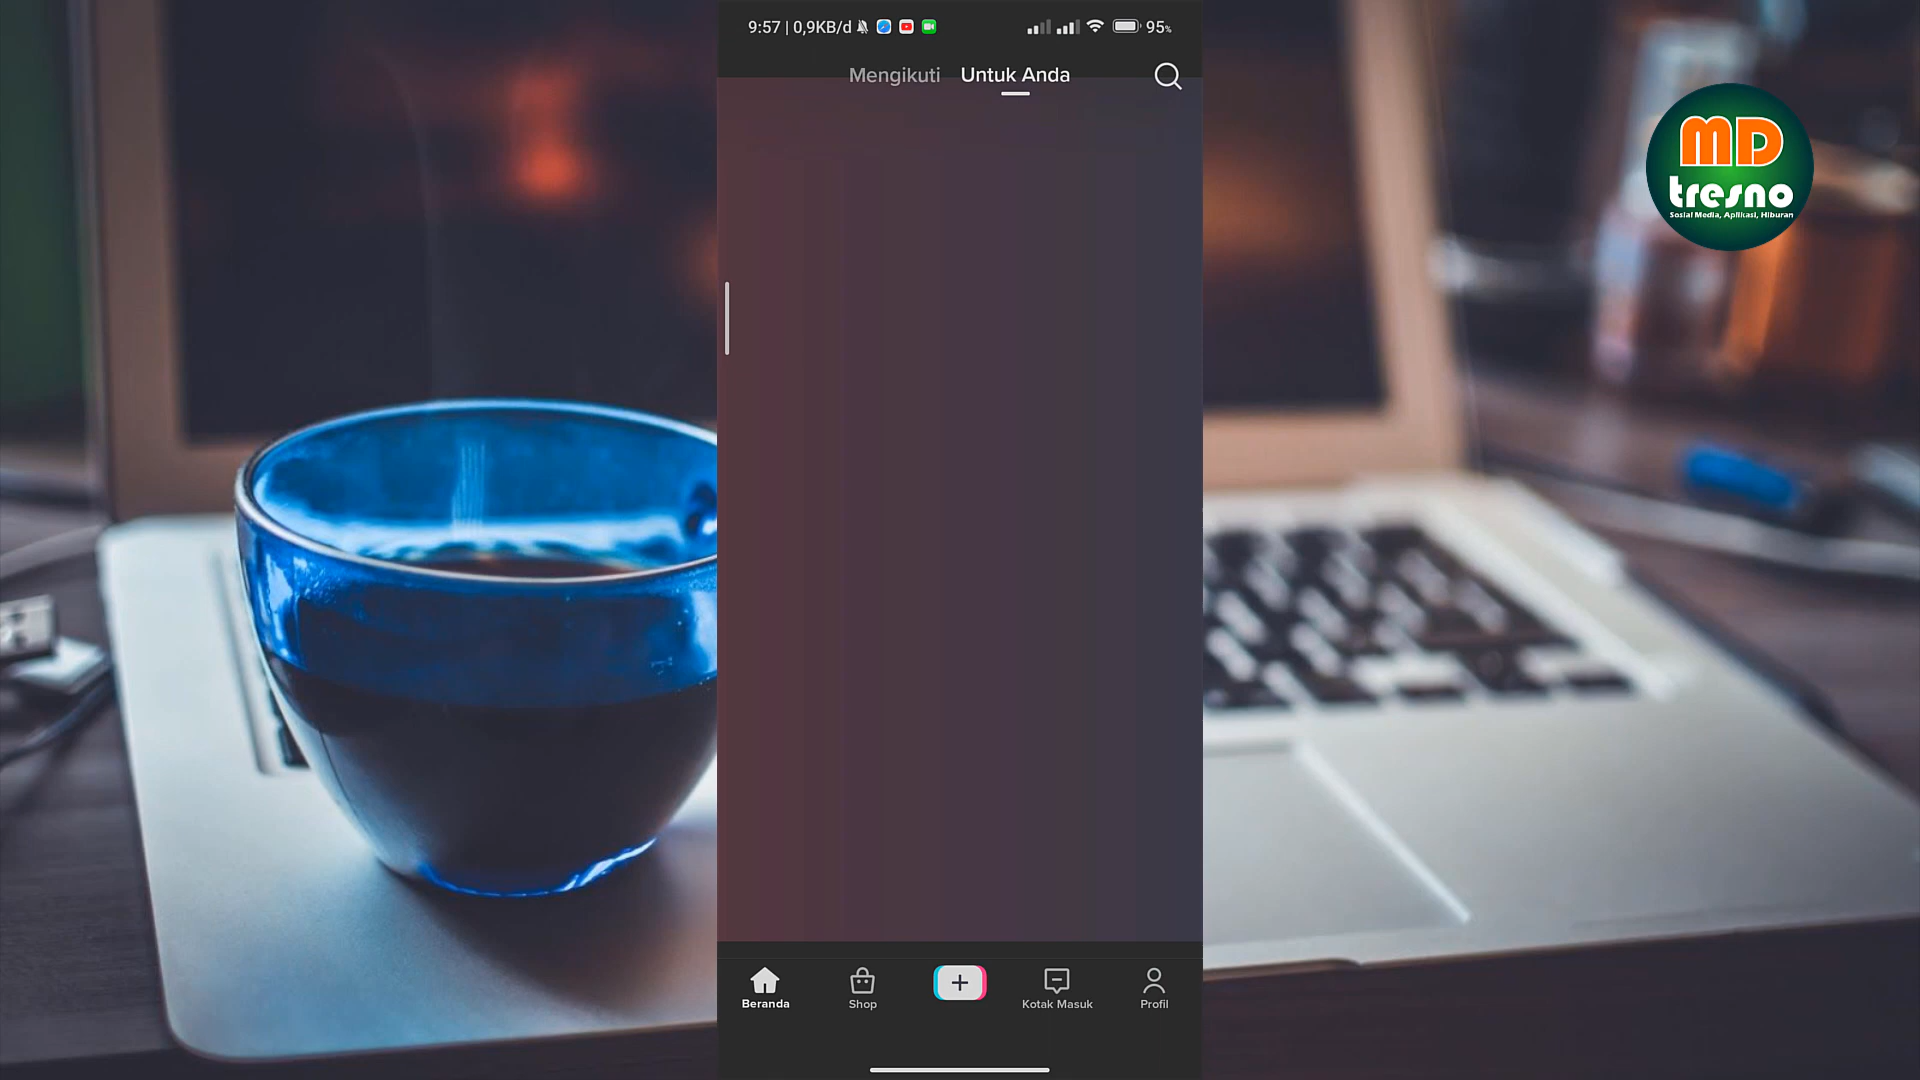 9:57 | 0,9KB/d
95%
Mengikuti
Untuk Anda
MD
tresno
Sosial Media, Aplikasi, Hiburan
Beranda
Shop
Kotak Masuk
Profil